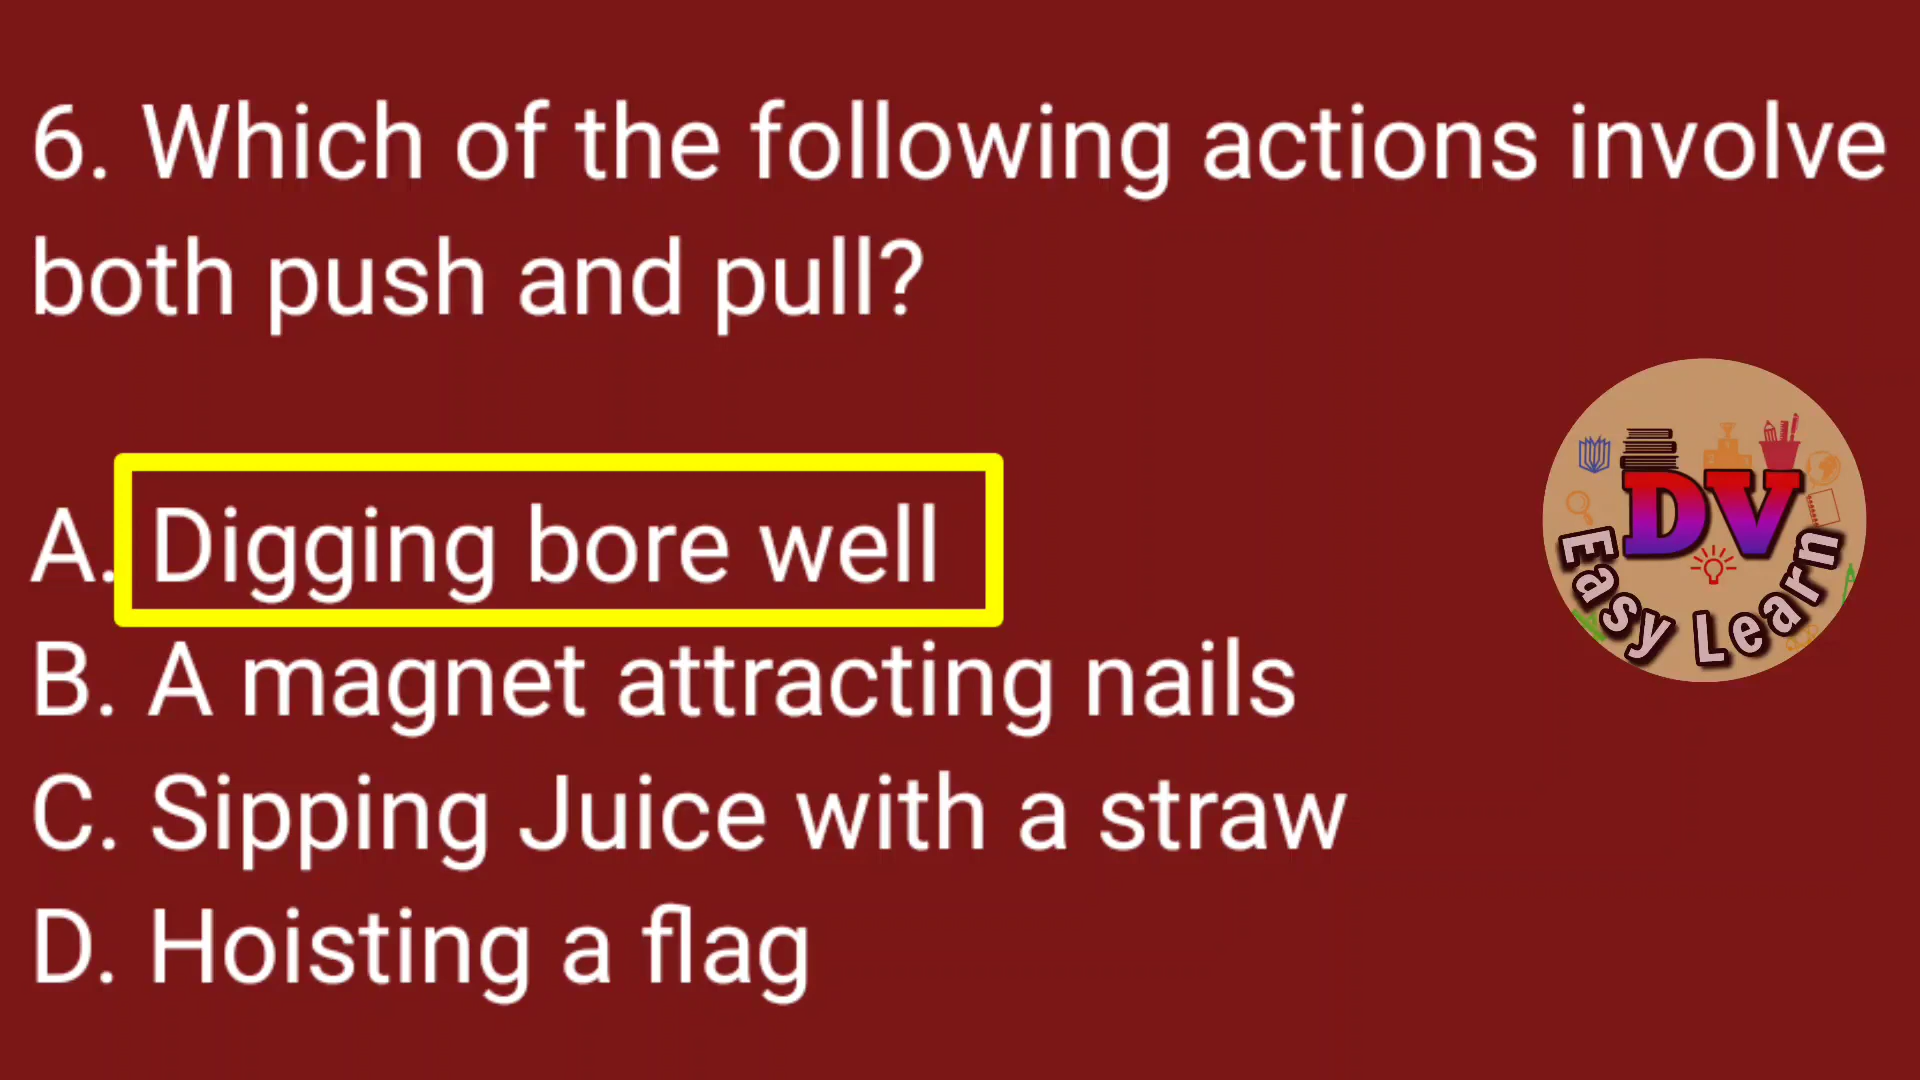 6. Which of the following actions involve
both push and pull?
A. Digging bore well
B. A magnet attracting nails
C. Sipping Juice with a straw
D. Hoisting a flag
DV
Easy Learn